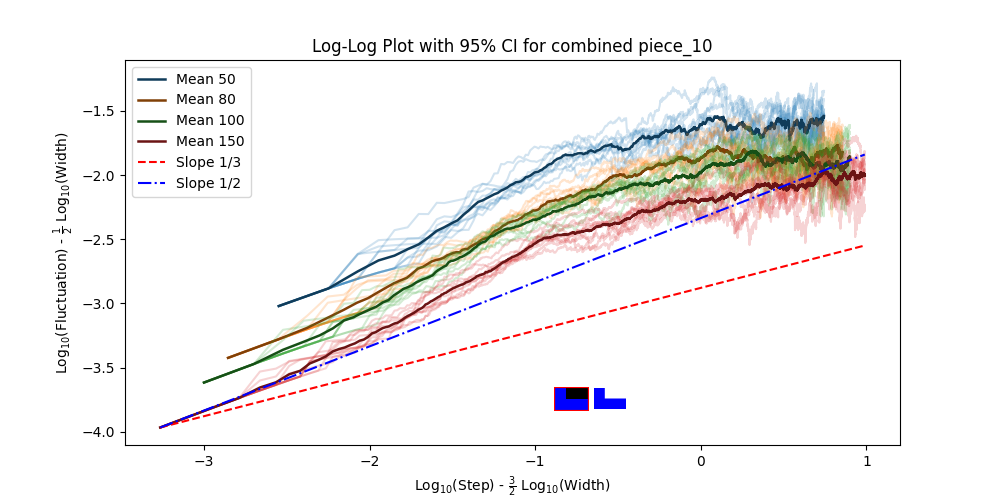 Log-Log Plot with 95% CI for combined piece_10
Mean 50
Mean 80
Mean 100
Mean 150
Slope 1/3
Slope 1/2
−1.5
−2.0
−2.5
−3.0
−3.5
−4.0
Log₁₀(Fluctuation) - ½ Log₁₀(Width)
−3
−2
−1
0
1
Log₁₀(Step) - 3/2 Log₁₀(Width)